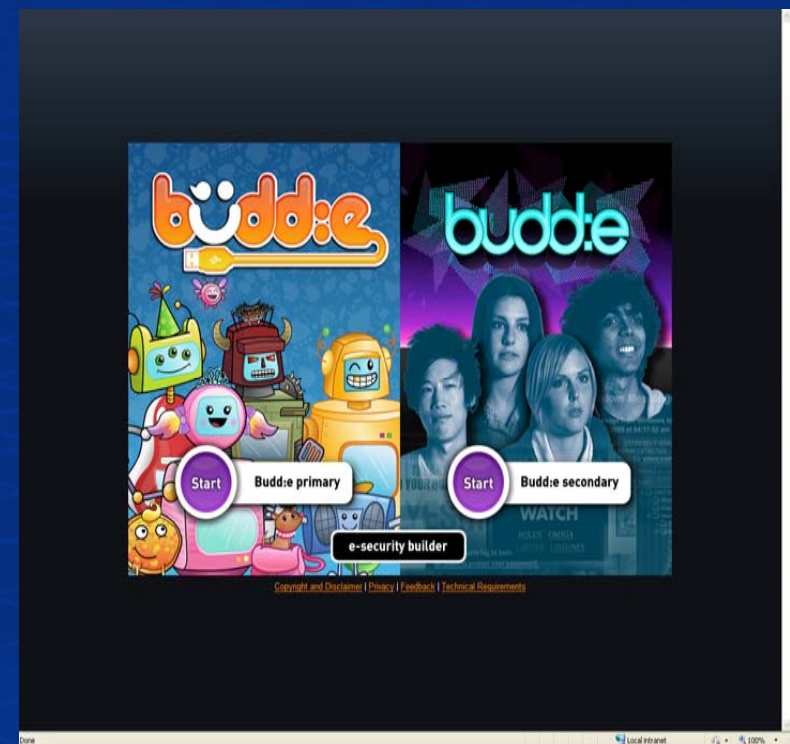 budd:e
budd:e
Start
Budd:e primary
Start
Budd:e secondary
WATCH
e-security builder
Copyright and Disclaimer | Privacy | Feedback | Technical Requirements
Done
Local intranet
100%